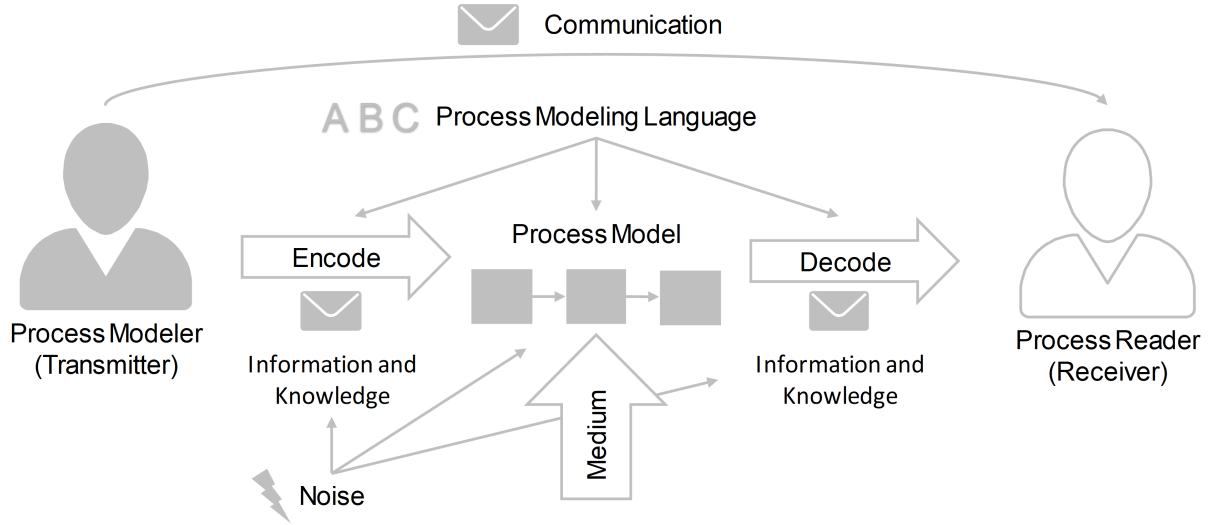 Communication
A B C Process Modeling Language
Process Model
Encode
Decode
Process Modeler
(Transmitter)
Information and
Knowledge
Information and
Knowledge
Process Reader
(Receiver)
Medium
Noise